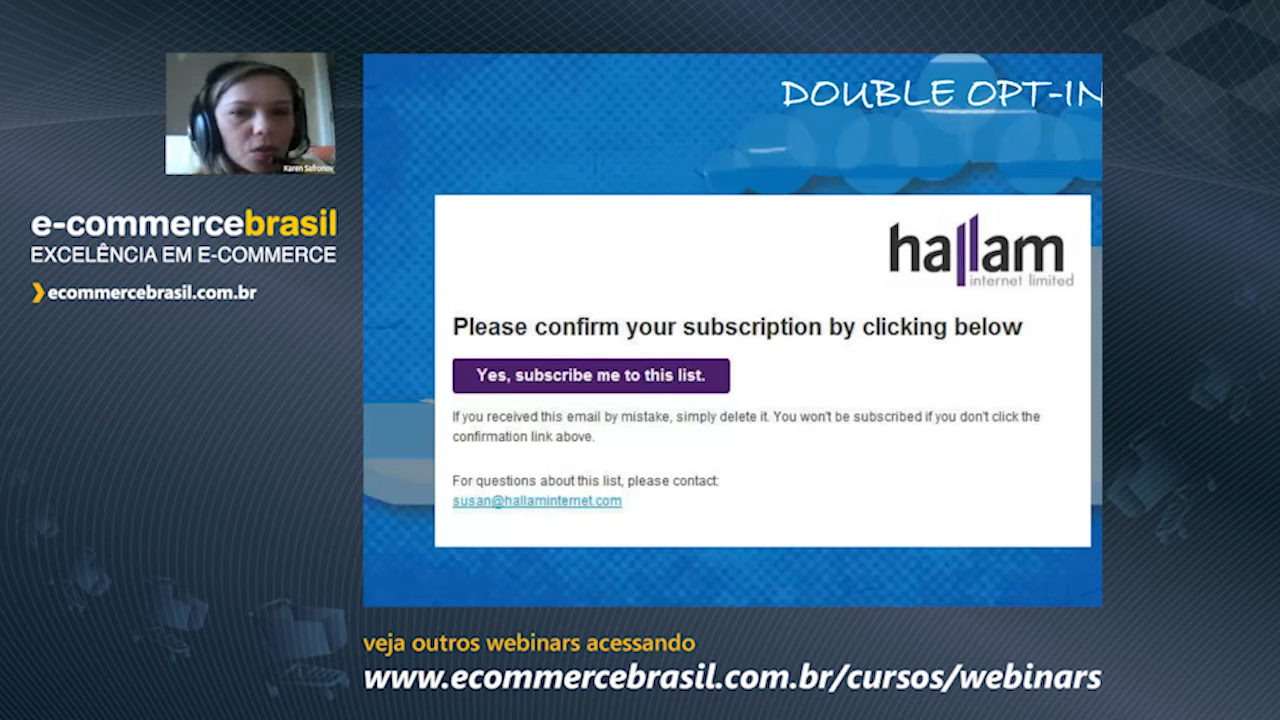 Karen Safronov
e-commercebrasil
EXCELÊNCIA EM E-COMMERCE
ecommercebrasil.com.br
DOUBLE OPT-IN
hallam
internet limited
Please confirm your subscription by clicking below
Yes, subscribe me to this list.
If you received this email by mistake, simply delete it. You won't be subscribed if you don't click the
confirmation link above.
For questions about this list, please contact:
susan@hallaminternet.com
veja outros webinars acessando
www.ecommercebrasil.com.br/cursos/webinars